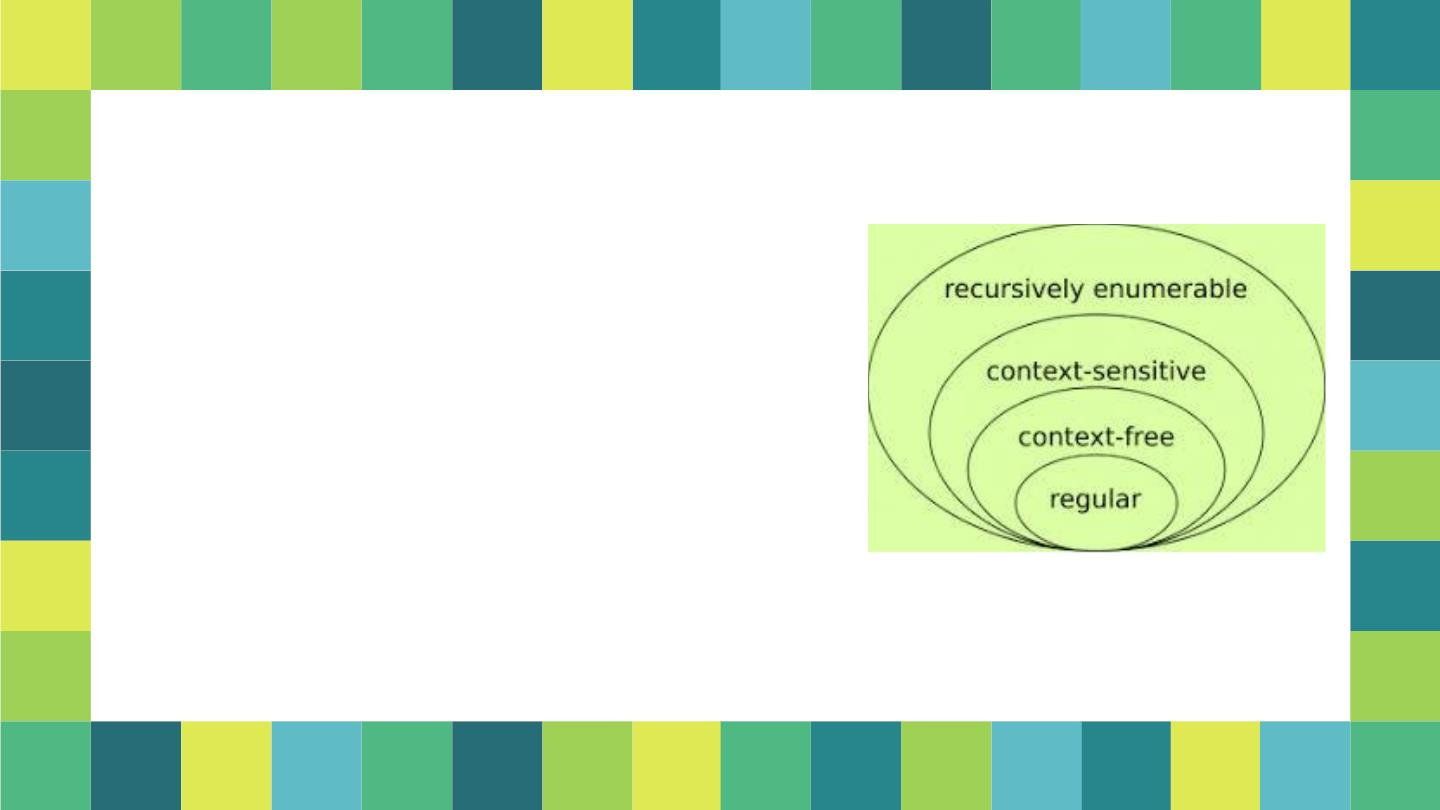 recursively enumerable
context-sensitive
context-free
regular